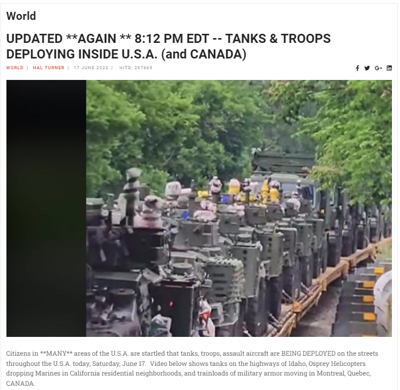 World
UPDATED **AGAIN ** 8:12 PM EDT -- TANKS & TROOPS
DEPLOYING INSIDE U.S.A. (and CANADA)
WORLD | HAL TURNER | 17 JUNE 2023 | HITS: 257665
Citizens in **MANY** areas of the U.S.A. are startled that tanks, troops, assault aircraft are BEING DEPLOYED on the streets
throughout the U.S.A. today, Saturday, June 17. Video below shows tanks on the highways of Idaho, Osprey Helicopters
dropping Marines in California residential neighborhoods, and trainloads of military armor moving in Montreal, Quebec,
CANADA.